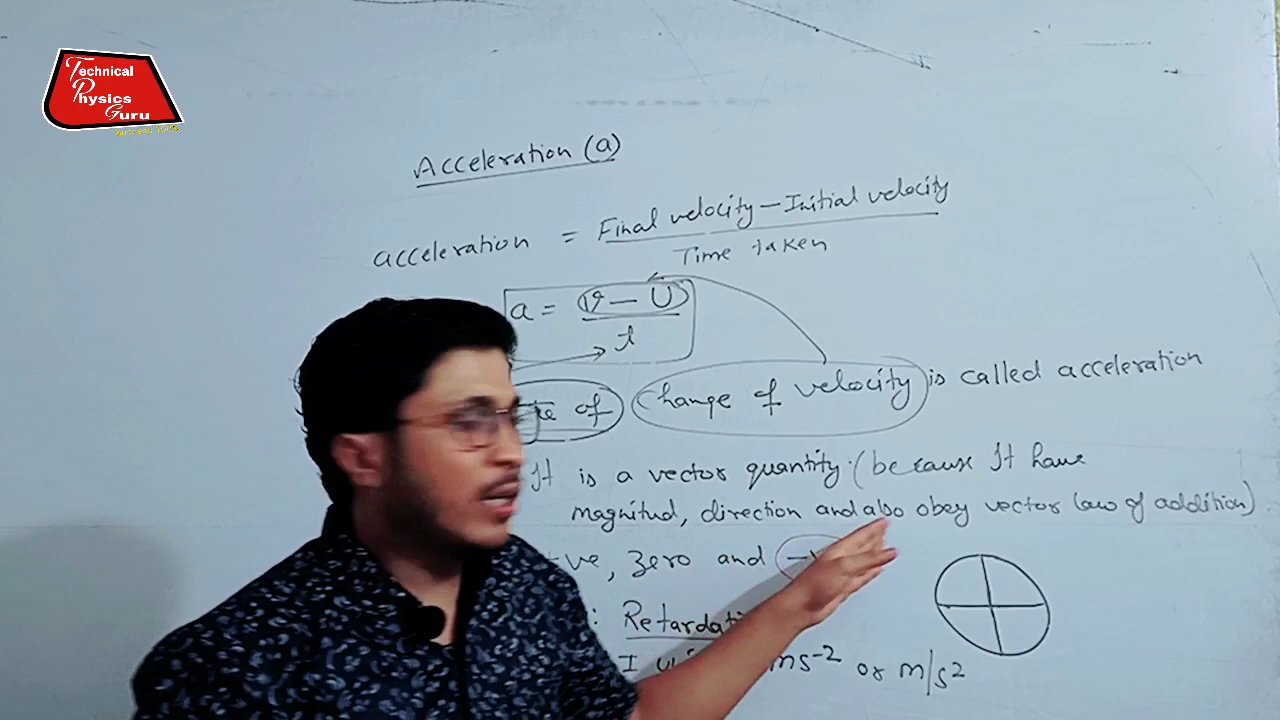 Technical
Physics
Guru
Acceleration (a)
acceleration = Final velocity - Initial velocity
Time taken
a = v - U
t
of change of velocity is called acceleration
It is a vector quantity. (because It have
magnitud, direction and also obey vector law of addition)
ve, zero and
: Retardati
I ms⁻² or m/s²